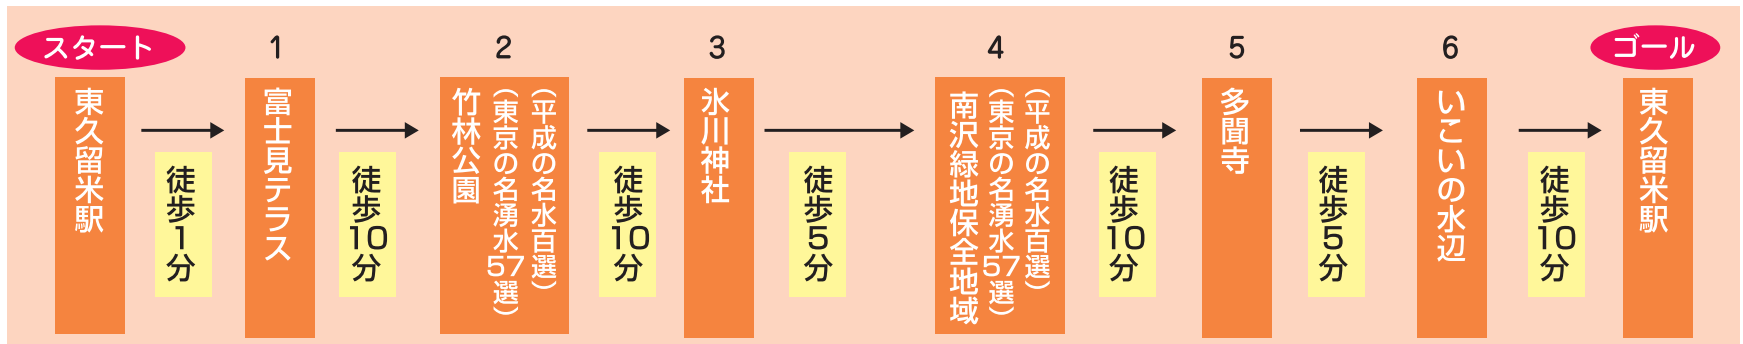 スタート
東久留米駅
徒歩1分
1
富士見テラス
徒歩10分
2
（平成の名水百選）
（東京の名湧水57選）
竹林公園
徒歩10分
3
氷川神社
徒歩5分
4
（平成の名水百選）
（東京の名湧水57選）
南沢緑地保全地域
徒歩10分
5
多聞寺
徒歩5分
6
いこいの水辺
徒歩10分
ゴール
東久留米駅